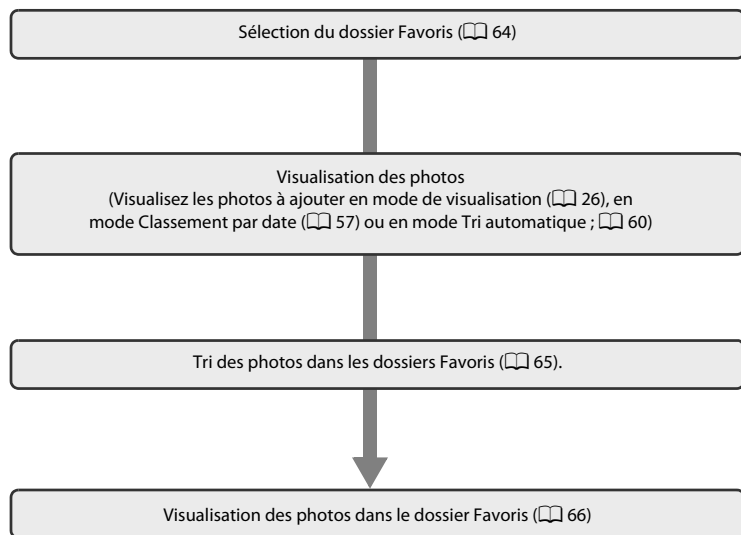 Sélection du dossier Favoris (📖 64)
Visualisation des photos
(Visualisez les photos à ajouter en mode de visualisation (📖 26), en
mode Classement par date (📖 57) ou en mode Tri automatique ; 📖 60)
Tri des photos dans les dossiers Favoris (📖 65).
Visualisation des photos dans le dossier Favoris (📖 66)